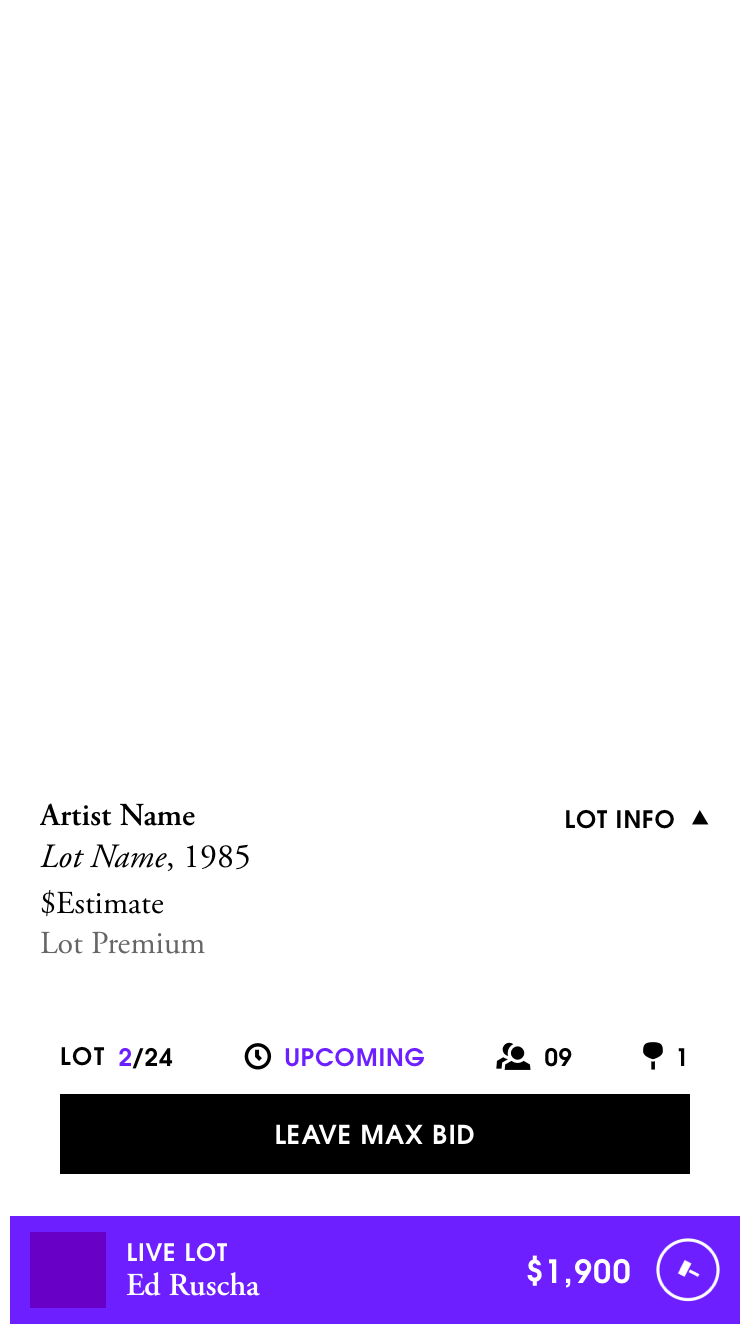 Artist Name
LOT INFO
Lot Name, 1985
$Estimate
Lot Premium
LOT 2/24
UPCOMING
09
1
LEAVE MAX BID
LIVE LOT
Ed Ruscha
$1,900